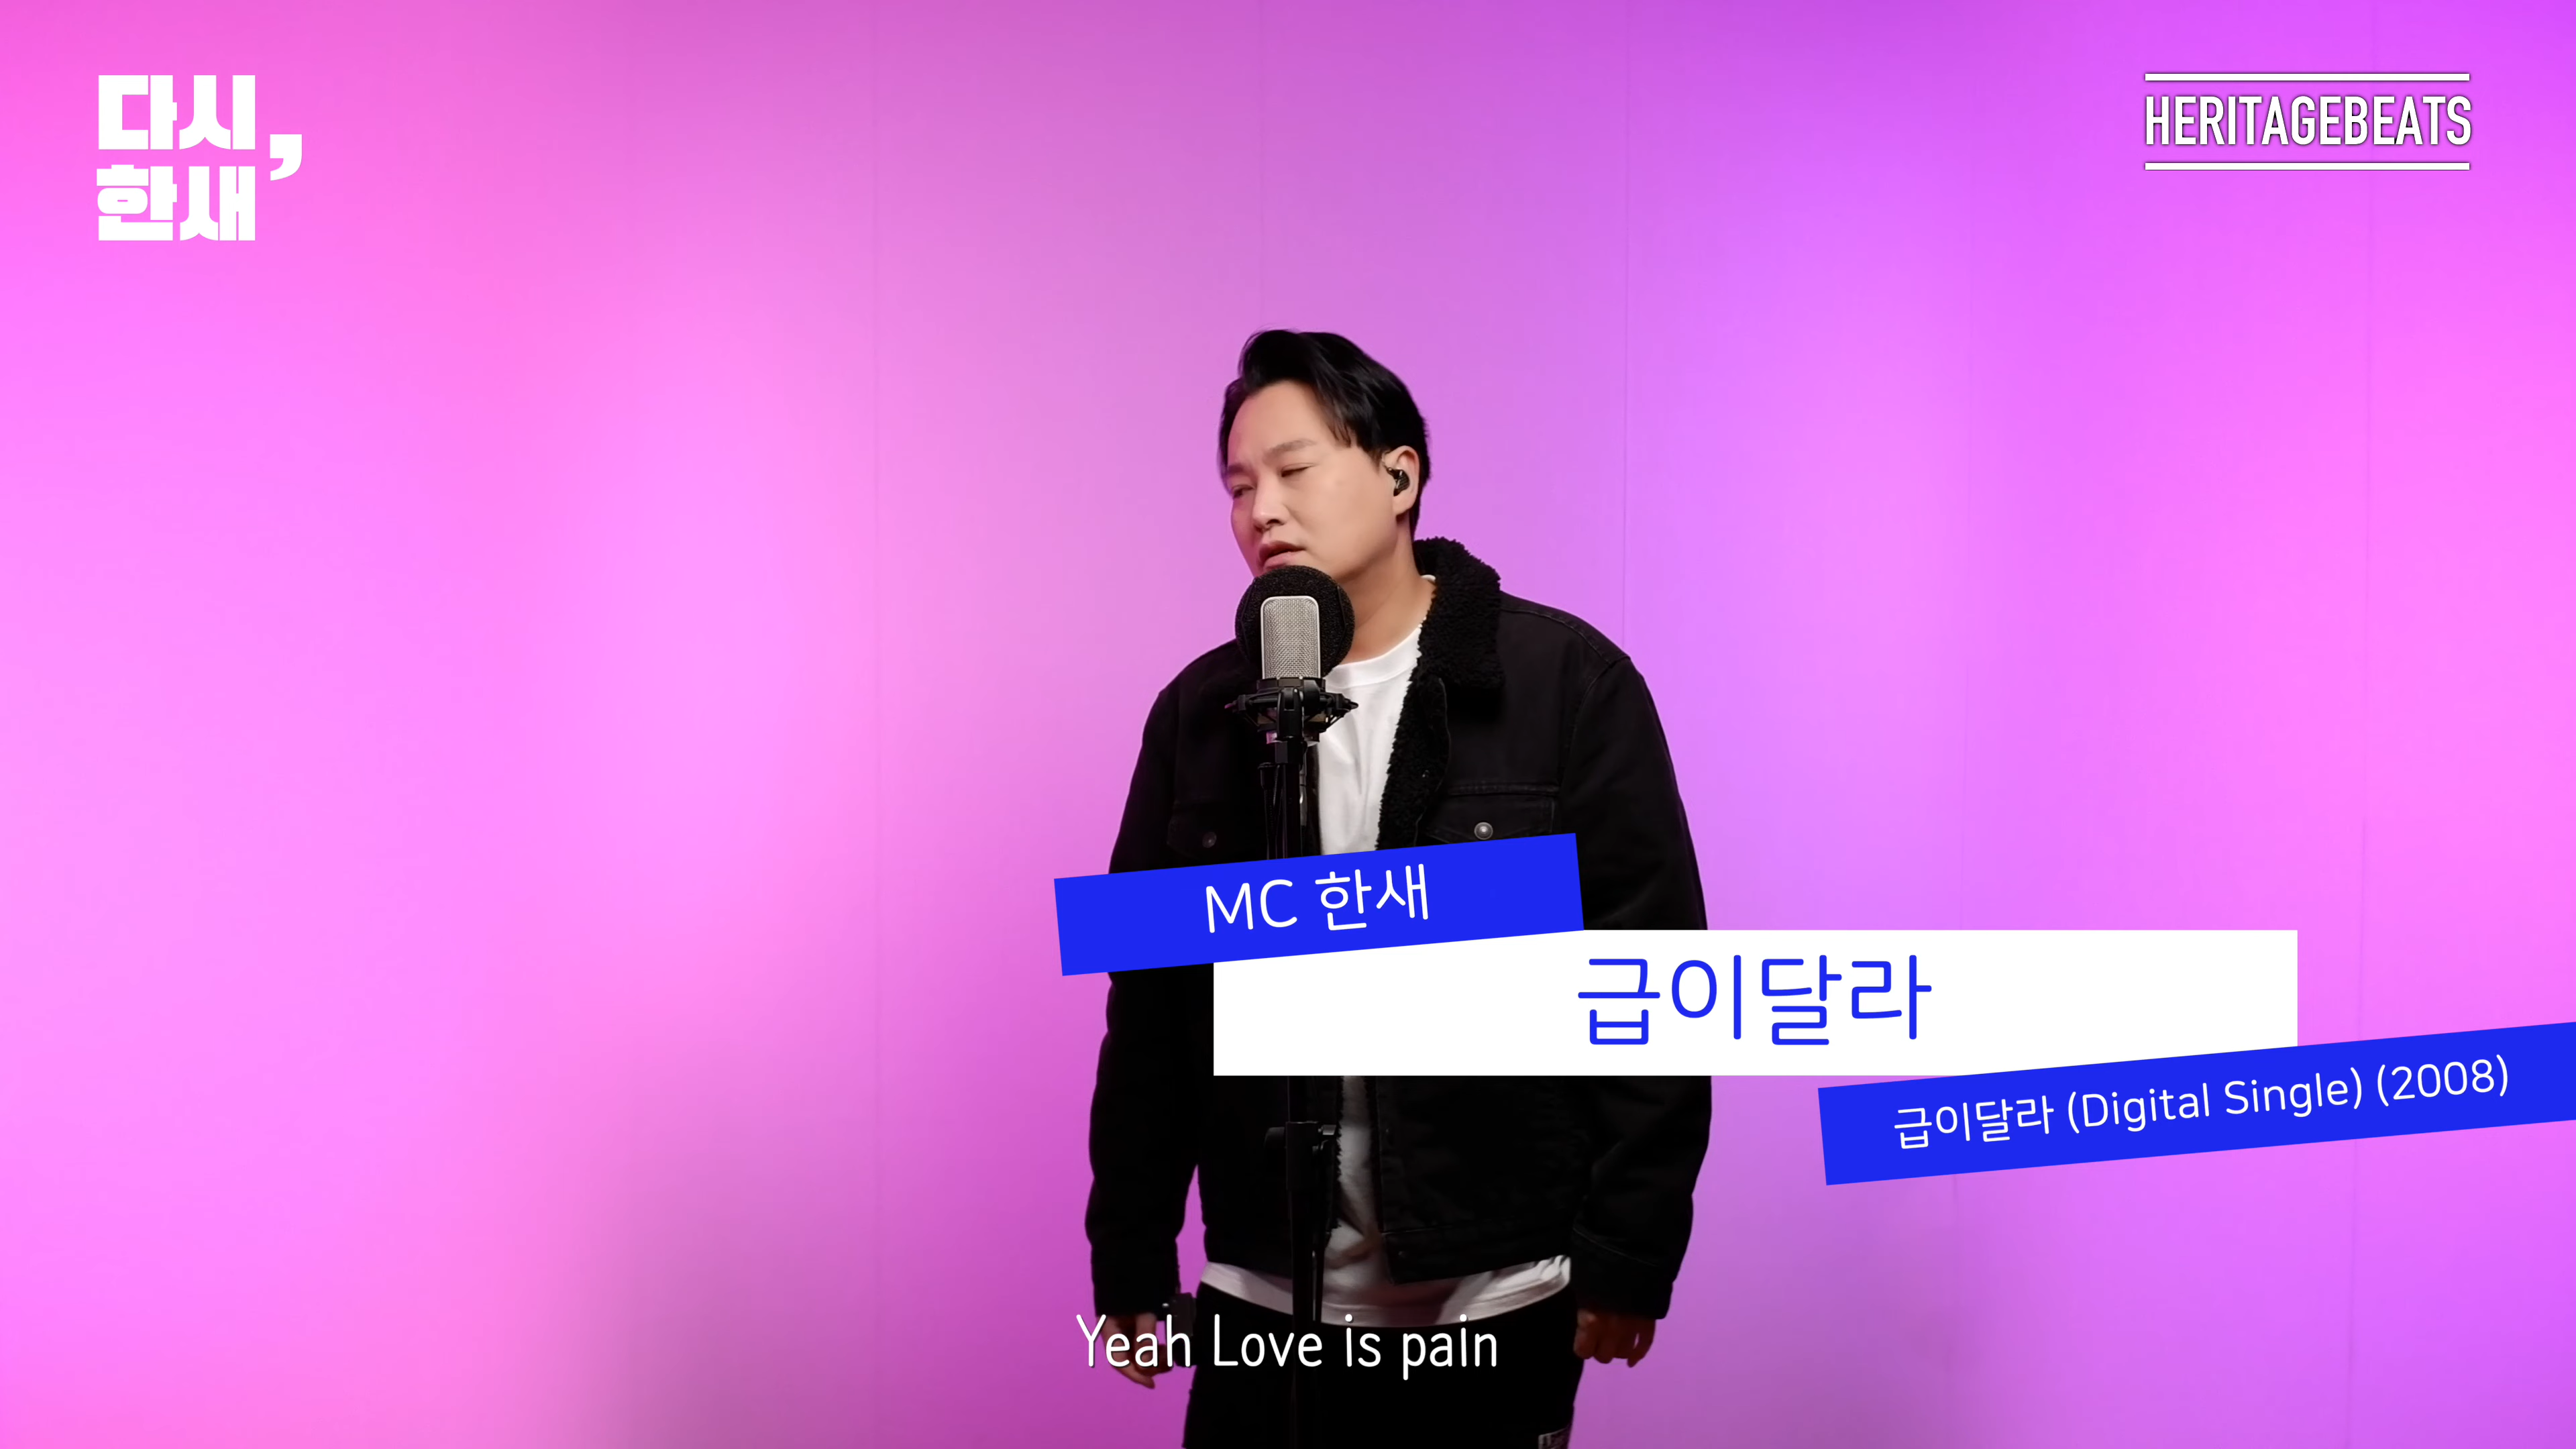 다시,
한새
HERITAGEBEATS
MC 한새
급이달라
급이달라 (Digital Single) (2008)
Yeah Love is pain